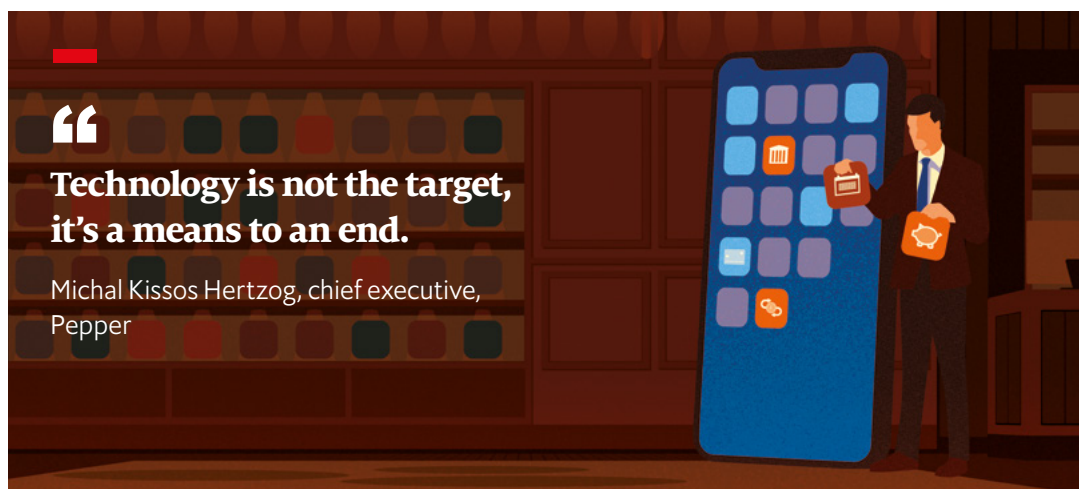 “
Technology is not the target,
it’s a means to an end.
Michal Kissos Hertzog, chief executive,
Pepper